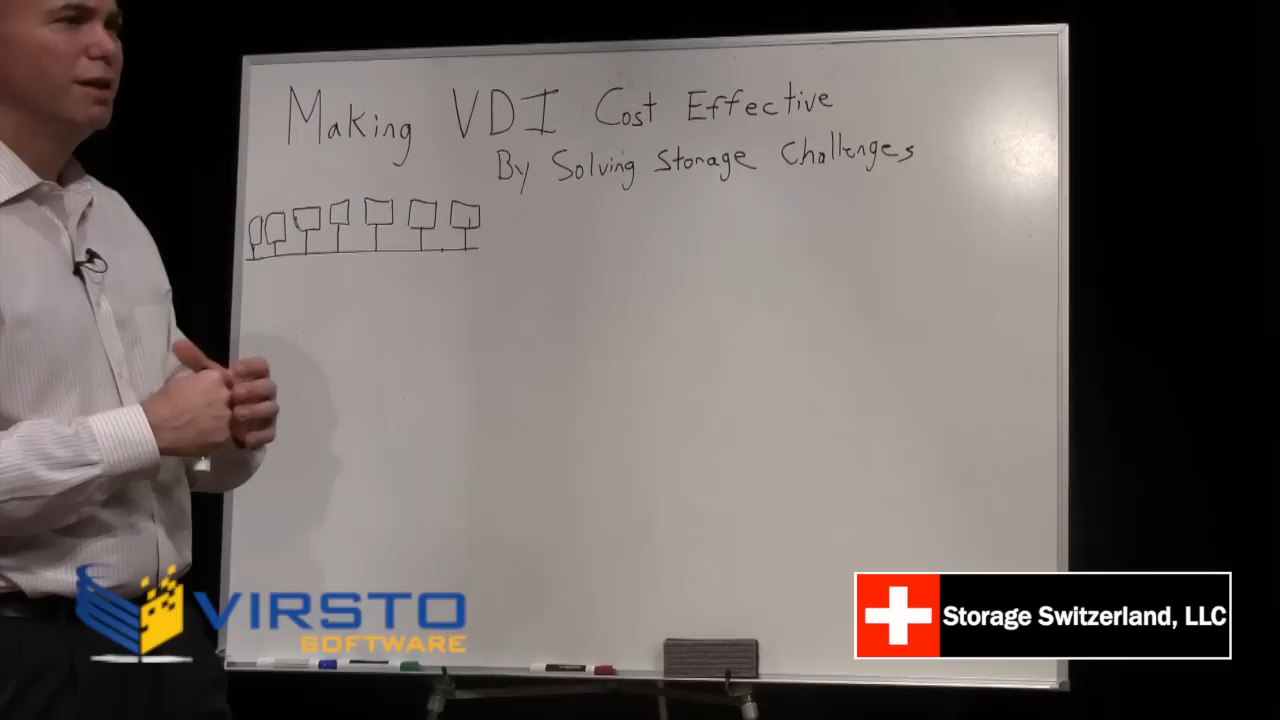 Making VDI Cost Effective
By Solving Storage Challenges
VIRSTO
SOFTWARE
Storage Switzerland, LLC